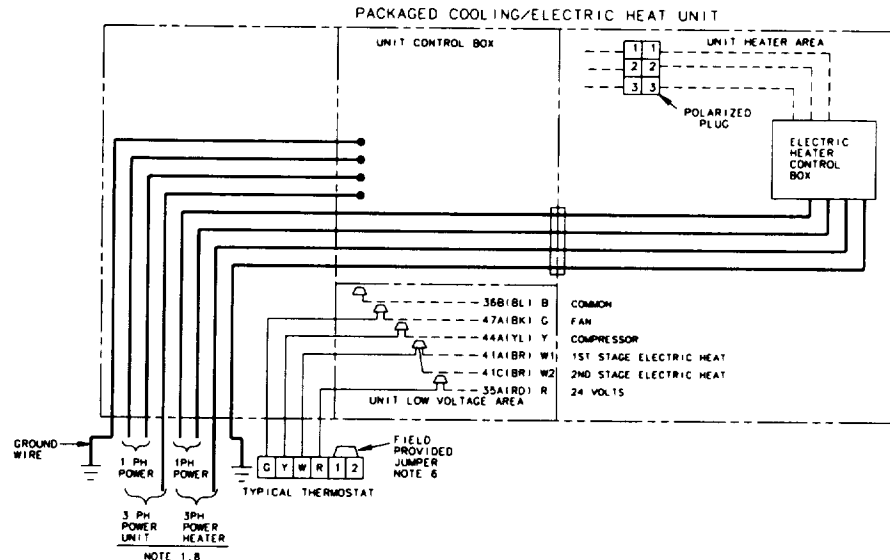 PACKAGED COOLING/ELECTRIC HEAT UNIT
UNIT CONTROL BOX
UNIT HEATER AREA
1 1
2 2
3 3
POLARIZED
PLUG
ELECTRIC
HEATER
CONTROL
BOX
36B(BL) B COMMON
47A(BK) G FAN
44A(YL) Y COMPRESSOR
41A(BR) W1 1ST STAGE ELECTRIC HEAT
41C(BR) W2 2ND STAGE ELECTRIC HEAT
35A(RD) R 24 VOLTS
UNIT LOW VOLTAGE AREA
GROUND
WIRE
1 PH
POWER
1PH
POWER
G Y W R 1 2
FIELD
PROVIDED
JUMPER
NOTE 6
TYPICAL THERMOSTAT
3 PH
POWER
UNIT
3PH
POWER
HEATER
NOTE 1,8